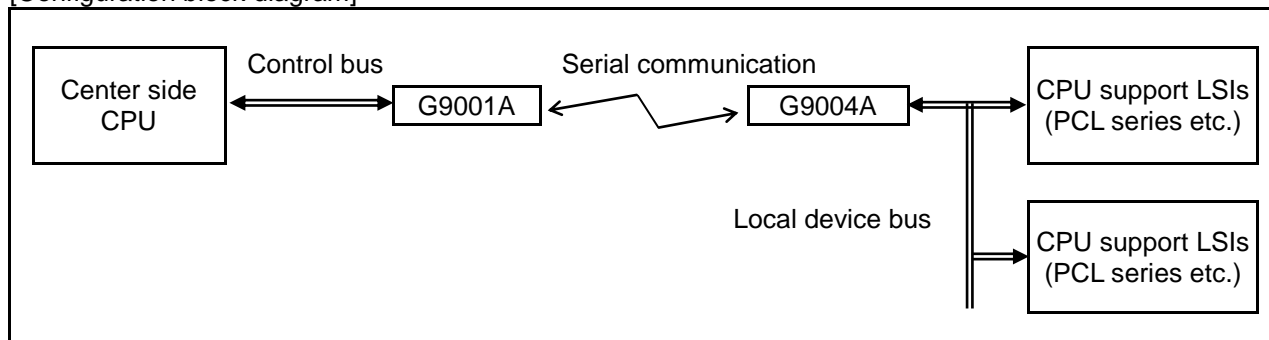 [Configuration block diagram]
Control bus
Serial communication
Center side
CPU
G9001A
G9004A
CPU support LSIs
(PCL series etc.)
Local device bus
CPU support LSIs
(PCL series etc.)